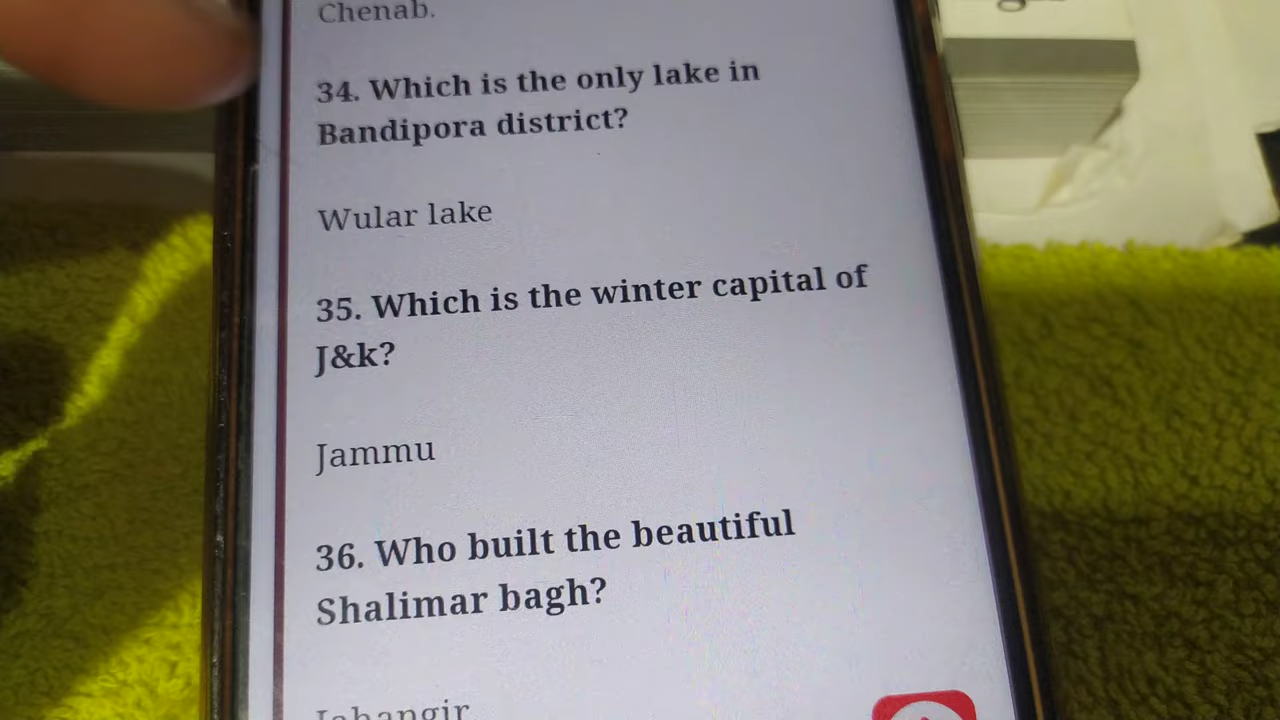 Chenab.
34. Which is the only lake in
Bandipora district?
Wular lake
35. Which is the winter capital of
J&k?
Jammu
36. Who built the beautiful
Shalimar bagh?
Jahangir